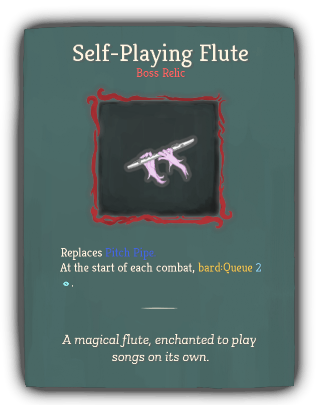 Self-Playing Flute
Boss Relic
Replaces Pitch Pipe
At the start of each combat, bard:Queue 2
.
A magical flute, enchanted to play
songs on its own.